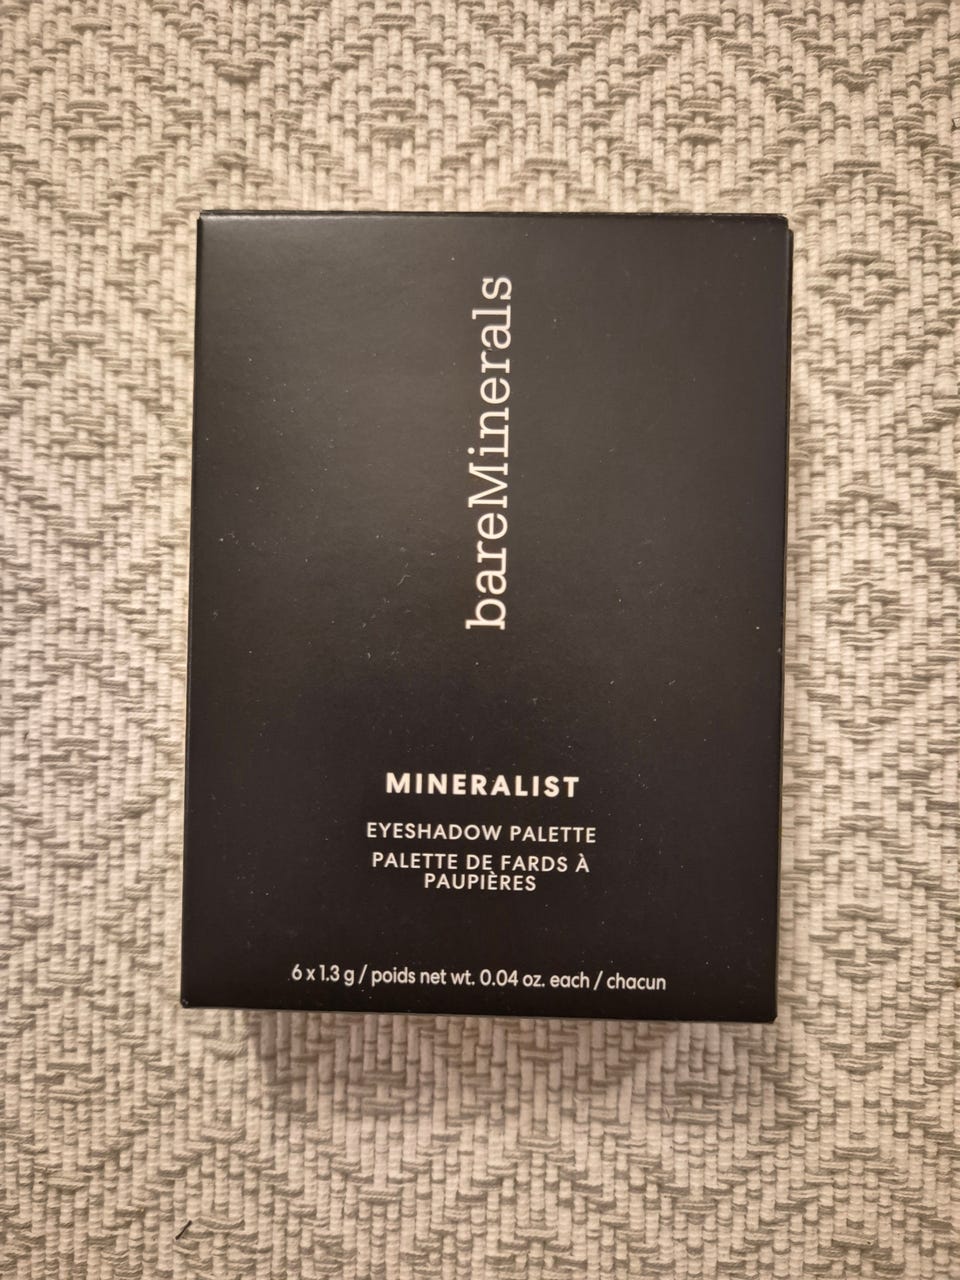 bareMinerals
MINERALIST
EYESHADOW PALETTE
PALETTE DE FARDS À
PAUPIÈRES
6 x 1.3 g / poids net wt. 0.04 oz. each / chacun